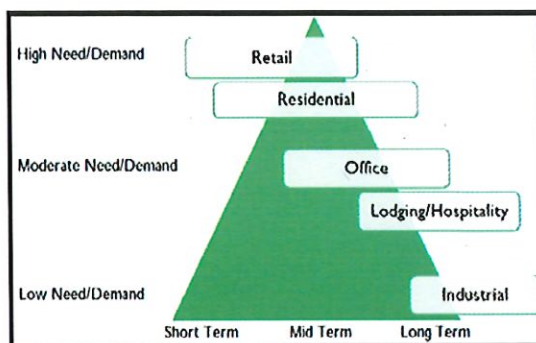 High Need/Demand
Retail
Residential
Moderate Need/Demand
Office
Lodging/Hospitality
Low Need/Demand
Industrial
Short Term Mid Term Long Term